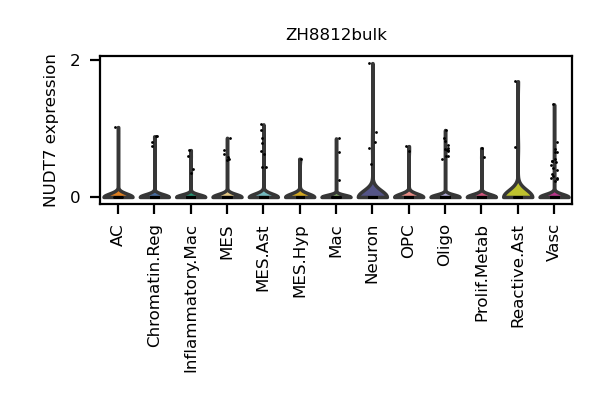 ZH8812bulk
NUDT7 expression
2
0
AC
Chromatin.Reg
Inflammatory.Mac
MES
MES.Ast
MES.Hyp
Mac
Neuron
OPC
Oligo
Prolif.Metab
Reactive.Ast
Vasc